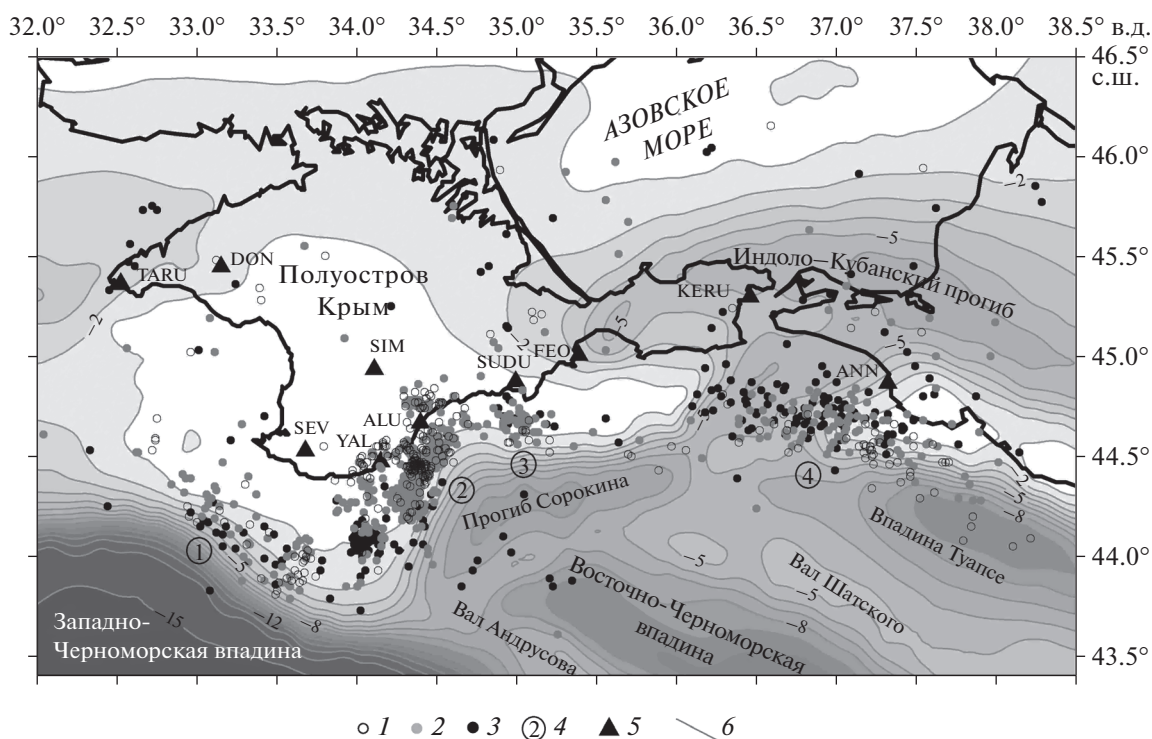 32.0° 32.5° 33.0° 33.5° 34.0° 34.5° 35.0° 35.5° 36.0° 36.5° 37.0° 37.5° 38.0° 38.5° в.д.
46.5°
с.ш.
АЗОВСКОЕ
МОРЕ
46.0°
−2
−5
45.5°
DON
TARU
Полуостров
Крым
Индоло−Кубанский прогиб
KERU
−2
−5
−2
SIM
SUDU
FEO
−5
45.0°
ANN
ALU
SEV
YAL
−5
44.5°
③
②
④
−2
−5
−8
Прогиб Сорокина
Впадина Туапсе
①
−5
−5
44.0°
Восточно-Черноморская
впадина
Вал Шатского
−5
−15
−12
−8
Вал Андрусова
−8
Западно-
Черноморская впадина
43.5°
1 2 3 ② 4 5 6